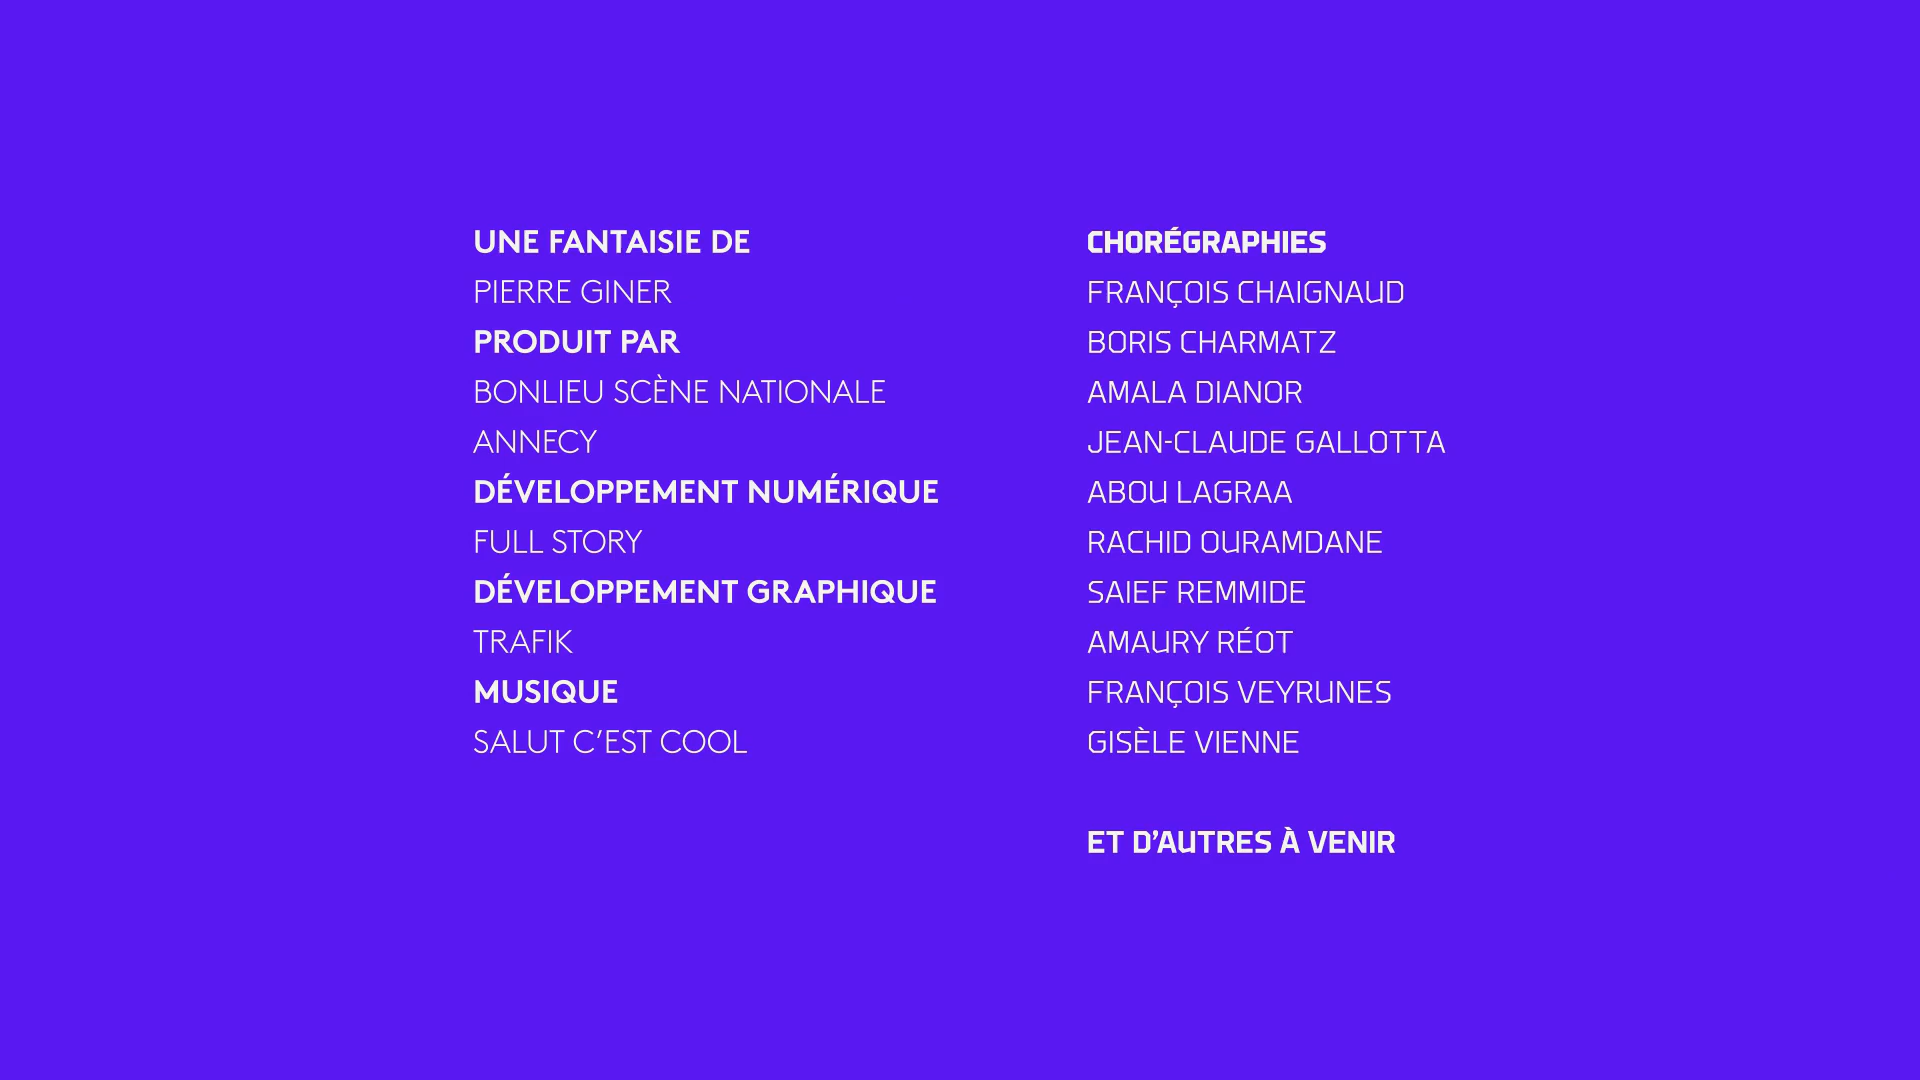 UNE FANTAISIE DE
PIERRE GINER
PRODUIT PAR
BONLIEU SCÈNE NATIONALE
ANNECY
DÉVELOPPEMENT NUMÉRIQUE
FULL STORY
DÉVELOPPEMENT GRAPHIQUE
TRAFIK
MUSIQUE
SALUT C’EST COOL
CHORÉGRAPHIES
FRANÇOIS CHAIGNAUD
BORIS CHARMATZ
AMALA DIANOR
JEAN-CLAUDE GALLOTTA
ABOU LAGRAA
RACHID OURAMDANE
SAIEF REMMIDE
AMAURY RÉOT
FRANÇOIS VEYRUNES
GISÈLE VIENNE
ET D’AUTRES À VENIR